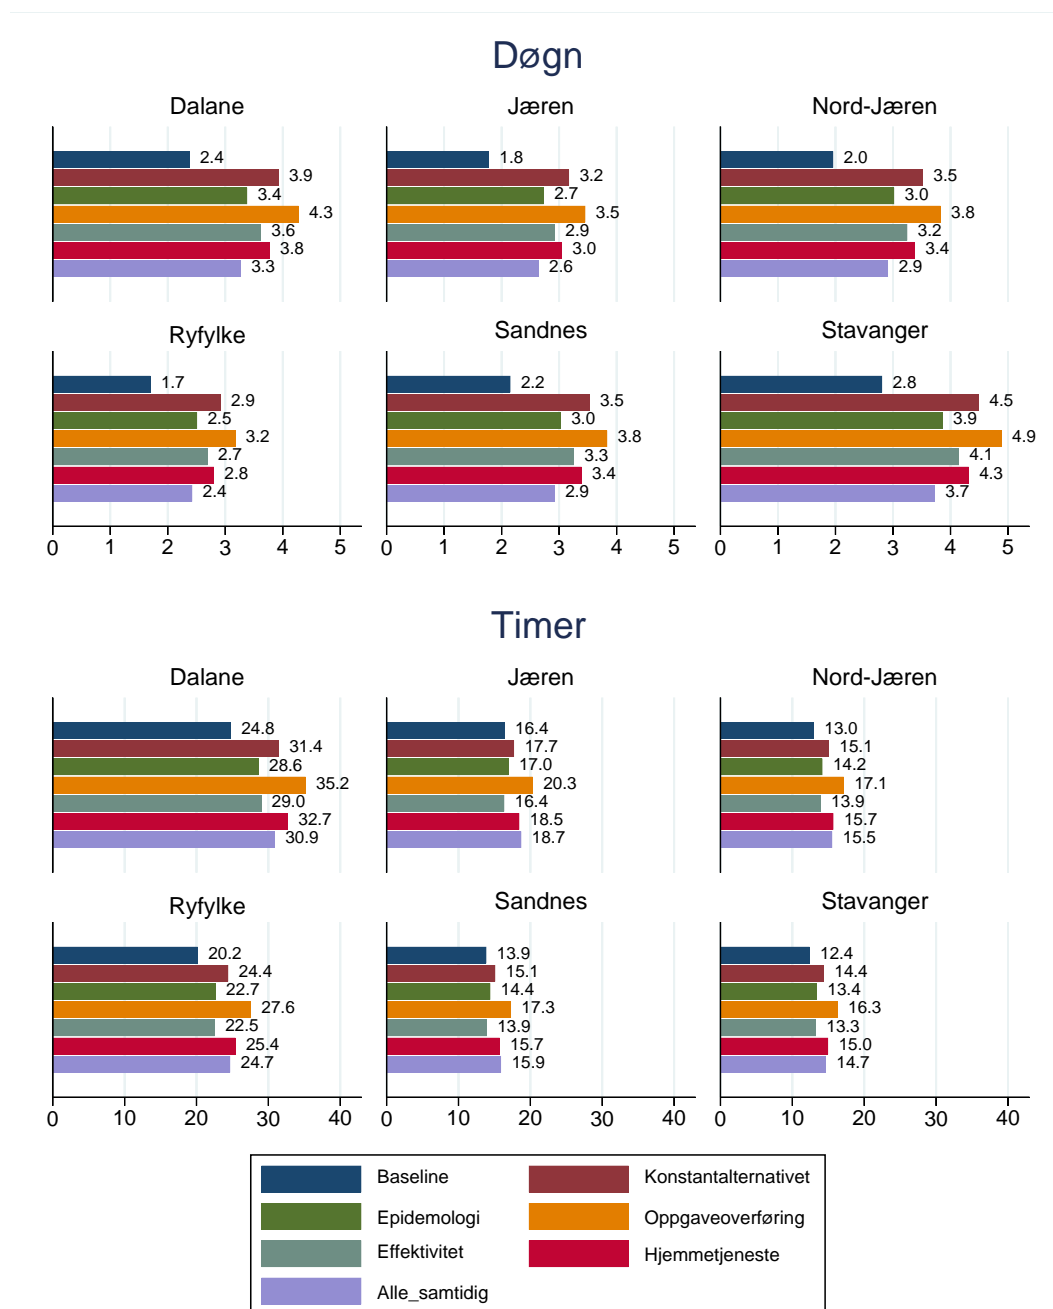 Døgn
Dalane Jæren Nord-Jæren
2.4 1.8 2.0
3.9 3.2 3.5
3.4 2.7 3.0
4.3 3.5 3.8
3.6 2.9 3.2
3.8 3.0 3.4
3.3 2.6 2.9
Ryfylke Sandnes Stavanger
1.7 2.2 2.8
2.9 3.5 4.5
2.5 3.0 3.9
3.2 3.8 4.9
2.7 3.3 4.1
2.8 3.4 4.3
2.4 2.9 3.7
0 1 2 3 4 5 0 1 2 3 4 5 0 1 2 3 4 5
Timer
Dalane Jæren Nord-Jæren
24.8 16.4 13.0
31.4 17.7 15.1
28.6 17.0 14.2
35.2 20.3 17.1
29.0 16.4 13.9
32.7 18.5 15.7
30.9 18.7 15.5
Ryfylke Sandnes Stavanger
20.2 13.9 12.4
24.4 15.1 14.4
22.7 14.4 13.4
27.6 17.3 16.3
22.5 13.9 13.3
25.4 15.7 15.0
24.7 15.9 14.7
0 10 20 30 40 0 10 20 30 40 0 10 20 30 40
Baseline Konstantalternativet
Epidemologi Oppgaveoverføring
Effektivitet Hjemmetjeneste
Alle_samtidig